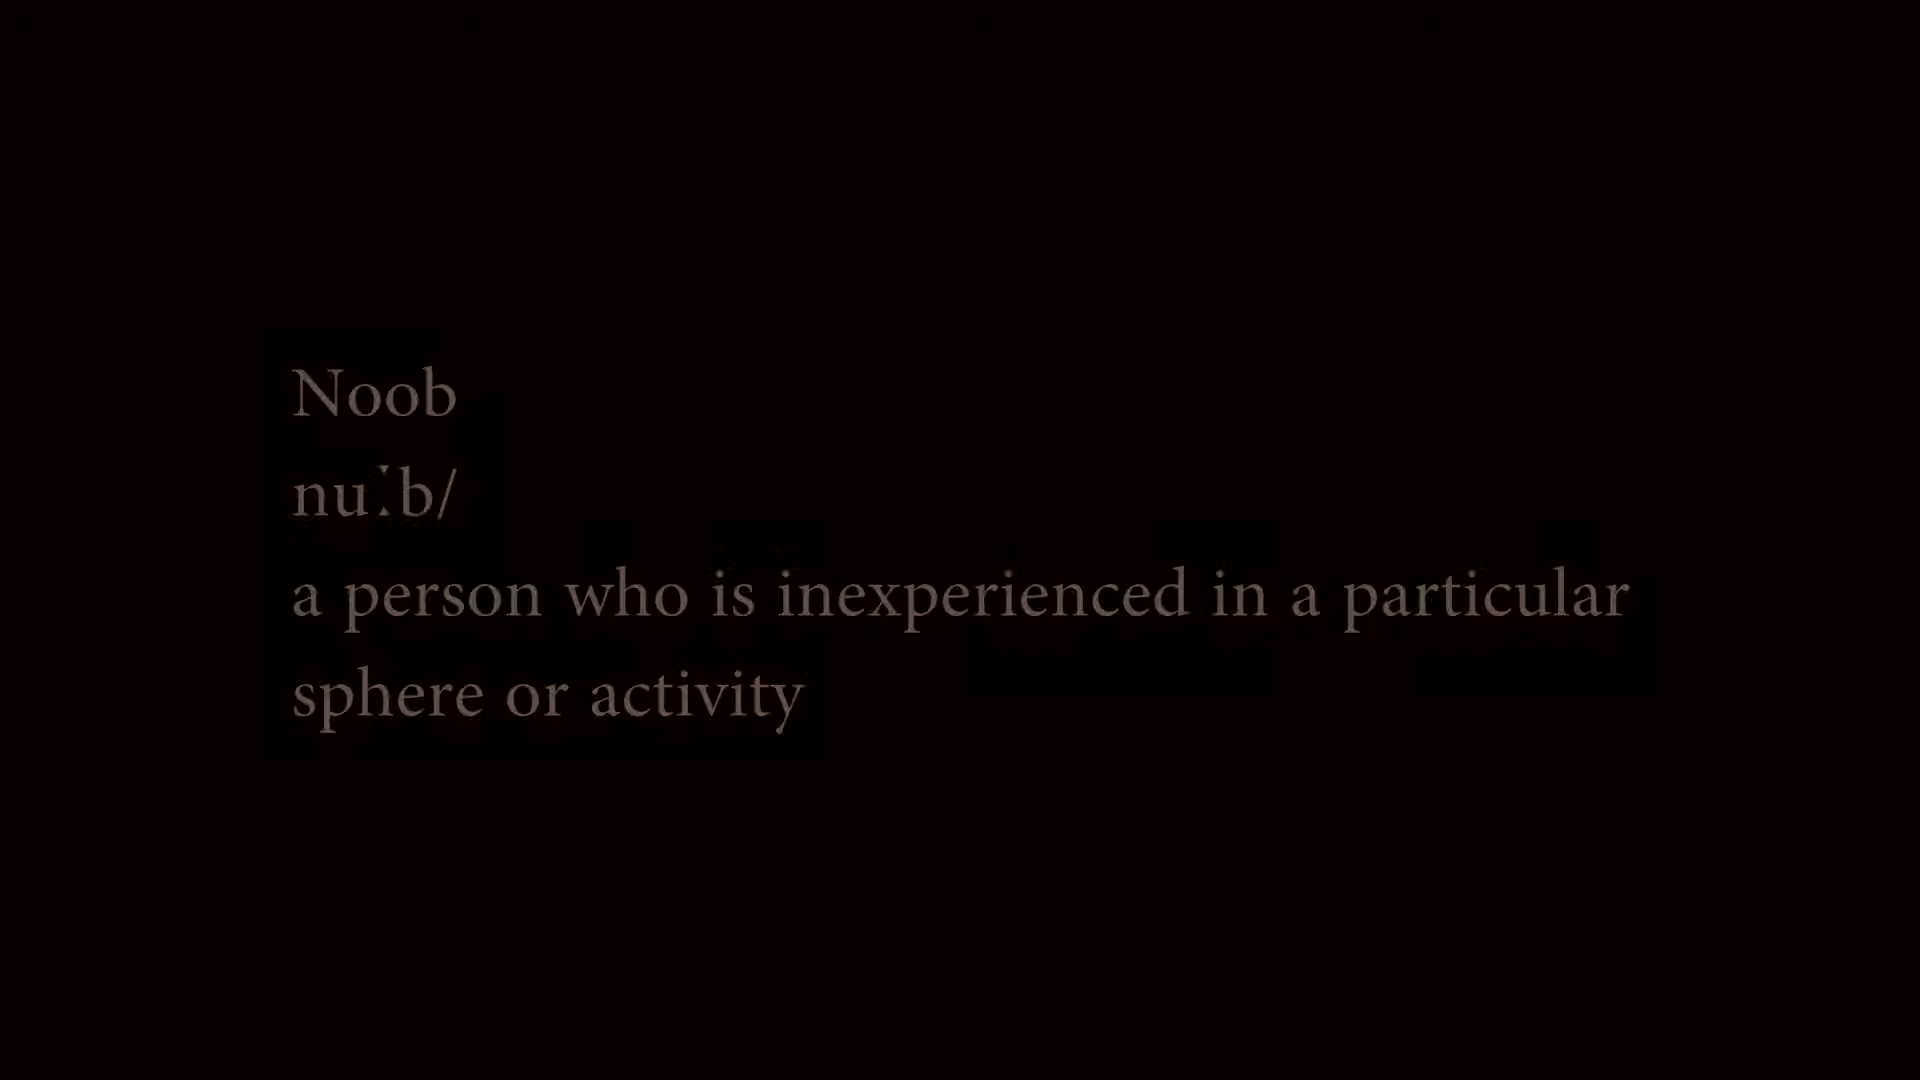 Noob
nuːb/
a person who is inexperienced in a particular
sphere or activity